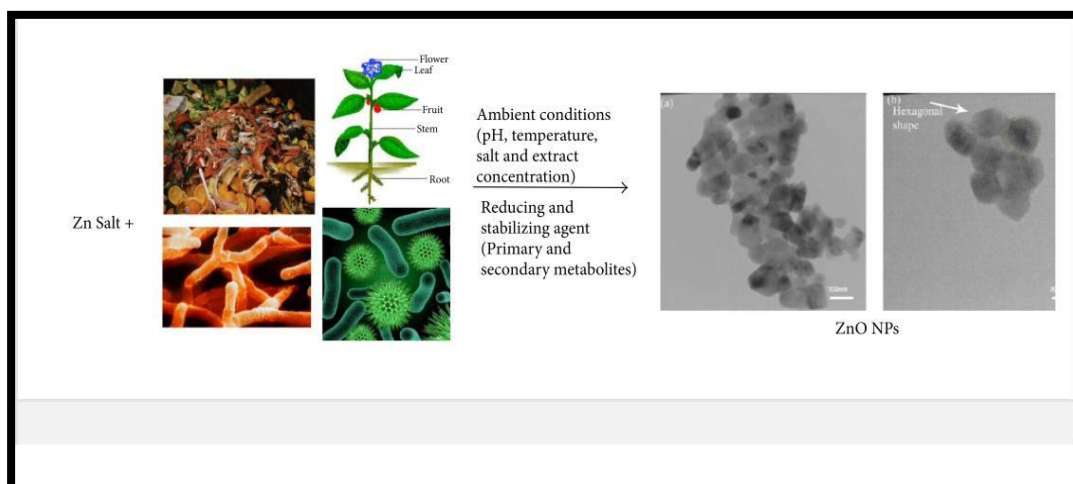 Flower
Leaf
Fruit
Stem
Root
Zn Salt +
Ambient conditions
(pH, temperature,
salt and extract
concentration)
Reducing and
stabilizing agent
(Primary and
secondary metabolites)
(a)
100nm
(b)
Hexagonal
shape
ZnO NPs